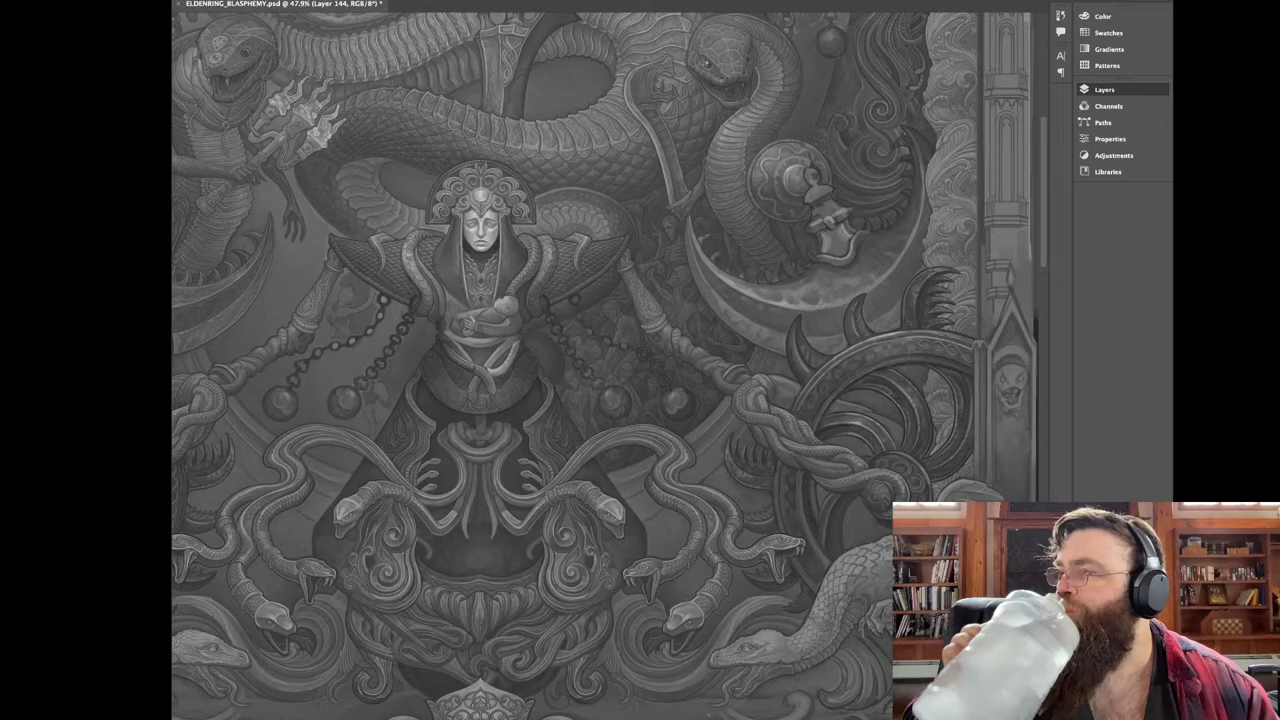 × ELDENRING_BLASPHEMY.psd @ 47.9% (Layer 144, RGB/8*) *
Color
Swatches
Gradients
Patterns
Layers
Channels
Paths
Properties
Adjustments
Libraries